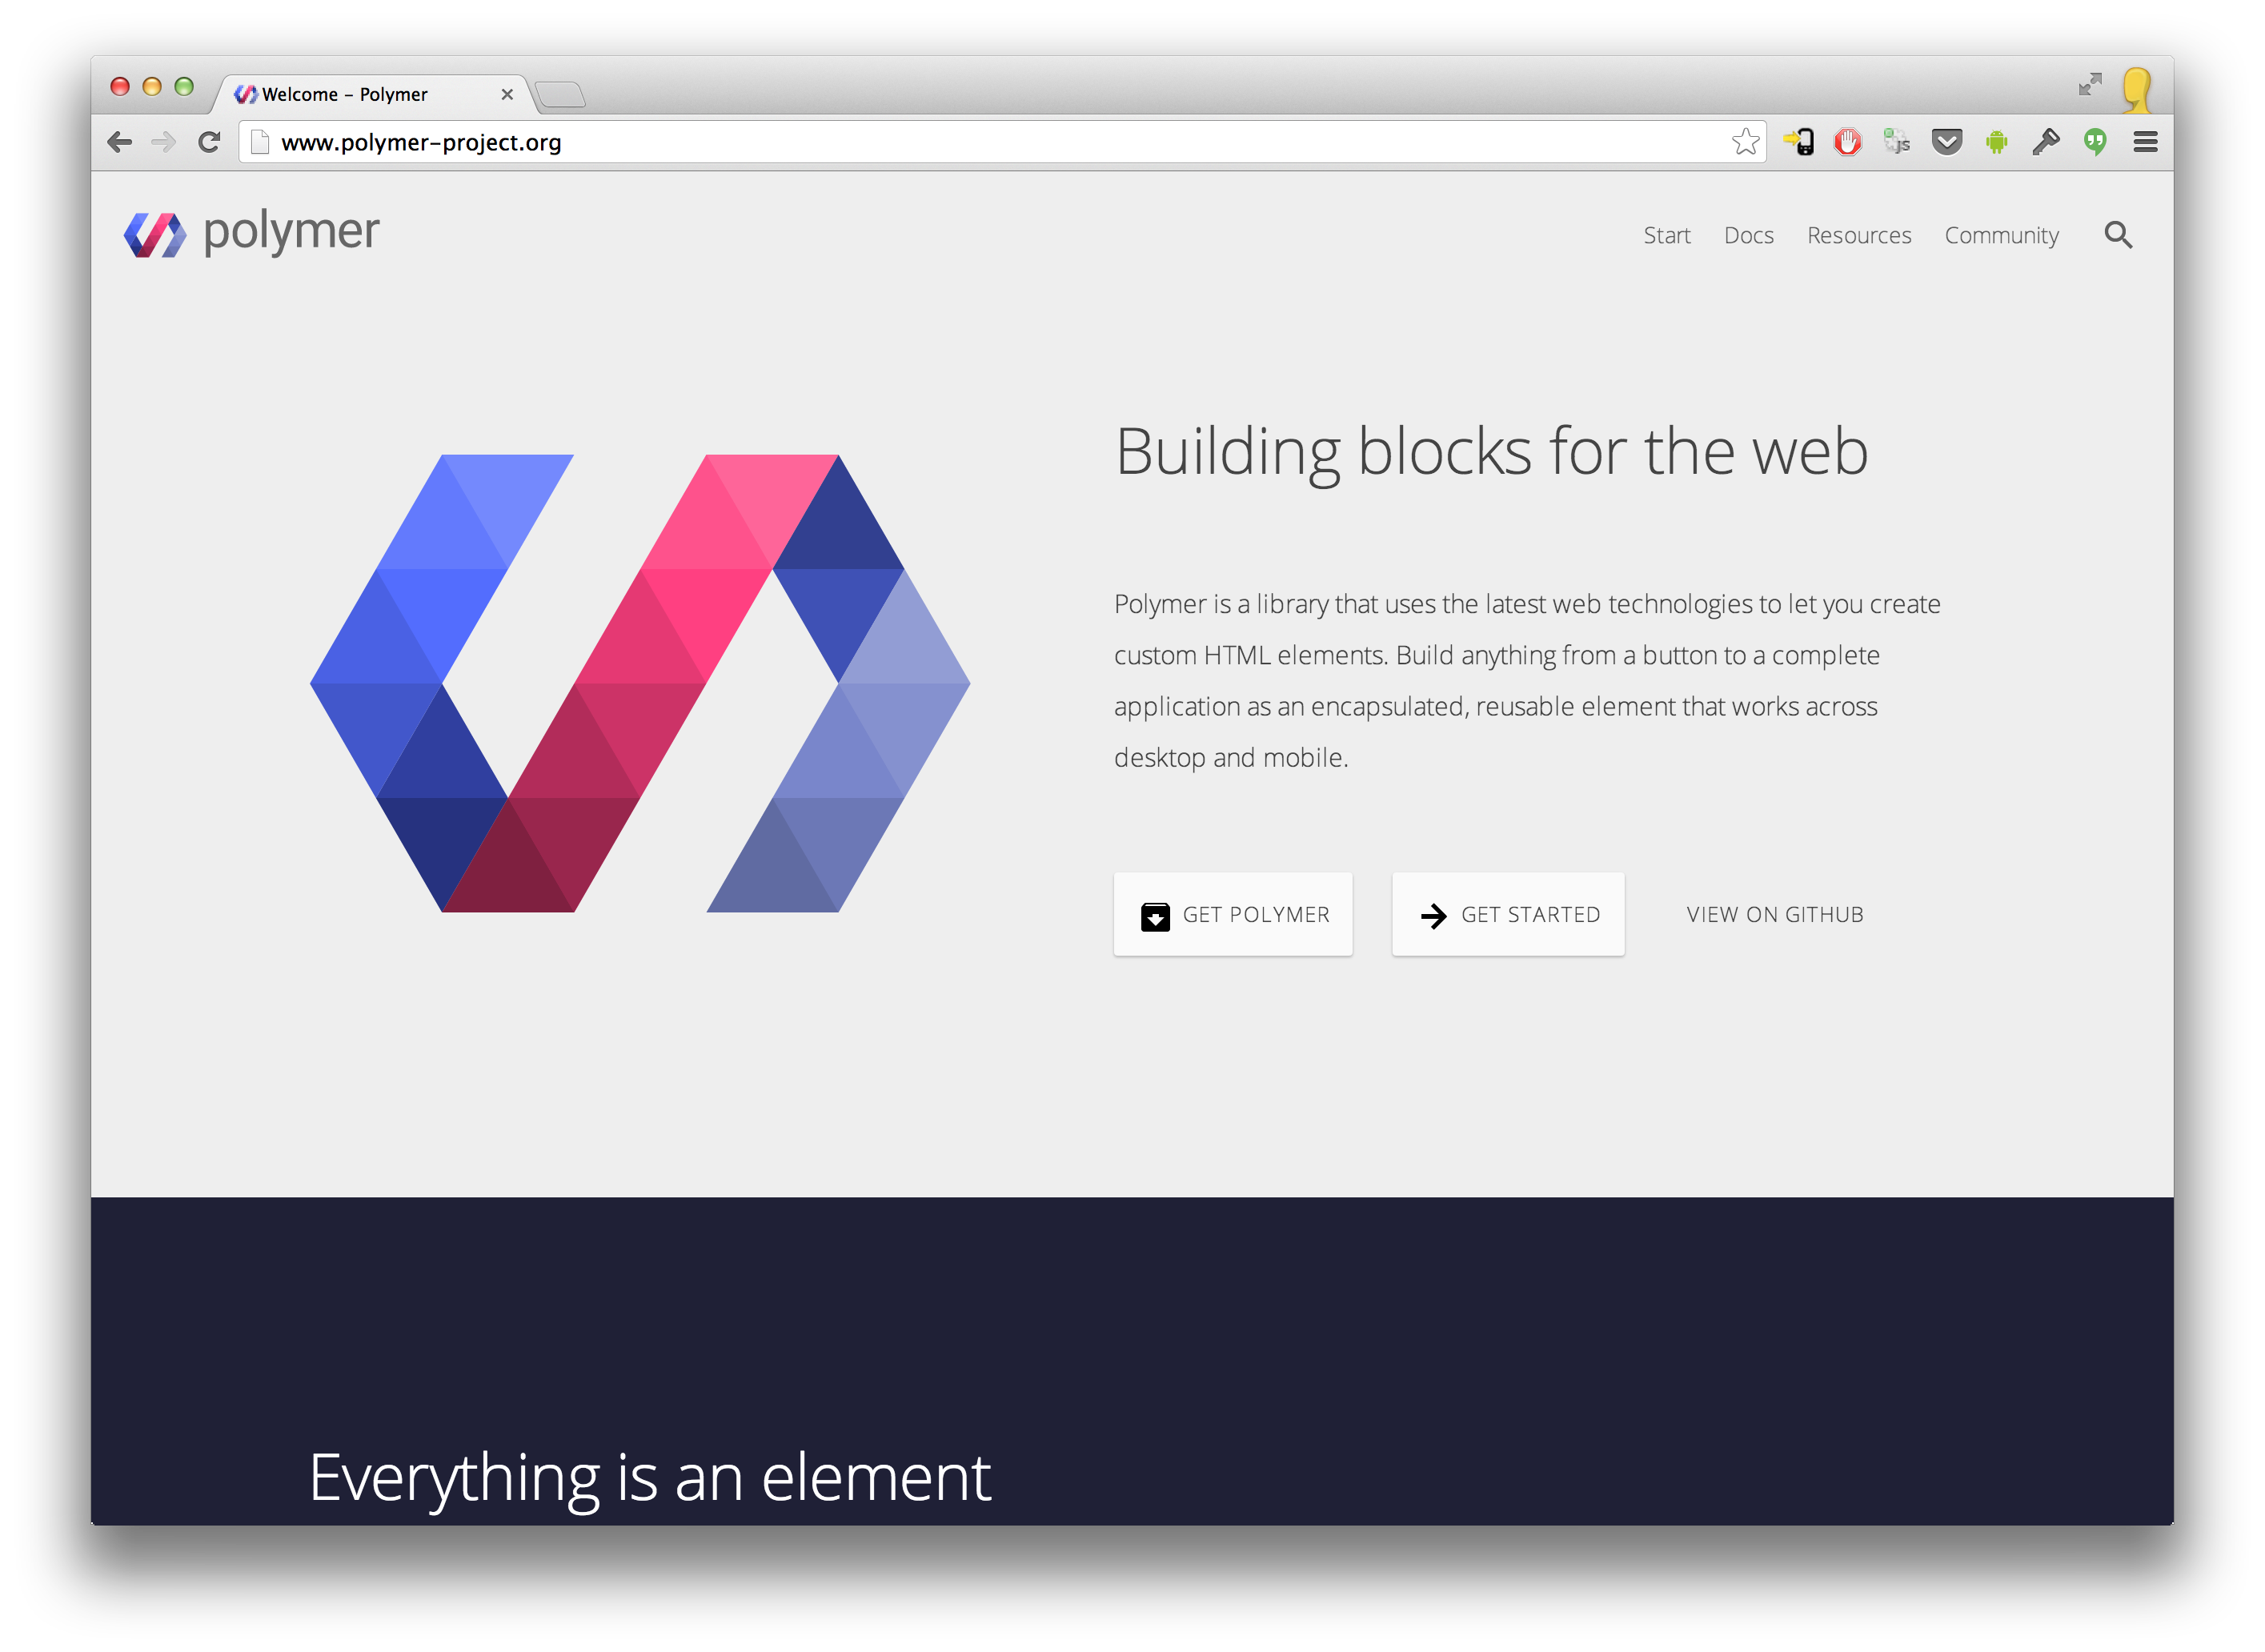 Welcome – Polymer
www.polymer-project.org
js
polymer
Start Docs Resources Community
Building blocks for the web
Polymer is a library that uses the latest web technologies to let you create
custom HTML elements. Build anything from a button to a complete
application as an encapsulated, reusable element that works across
desktop and mobile.
GET POLYMER GET STARTED VIEW ON GITHUB
Everything is an element